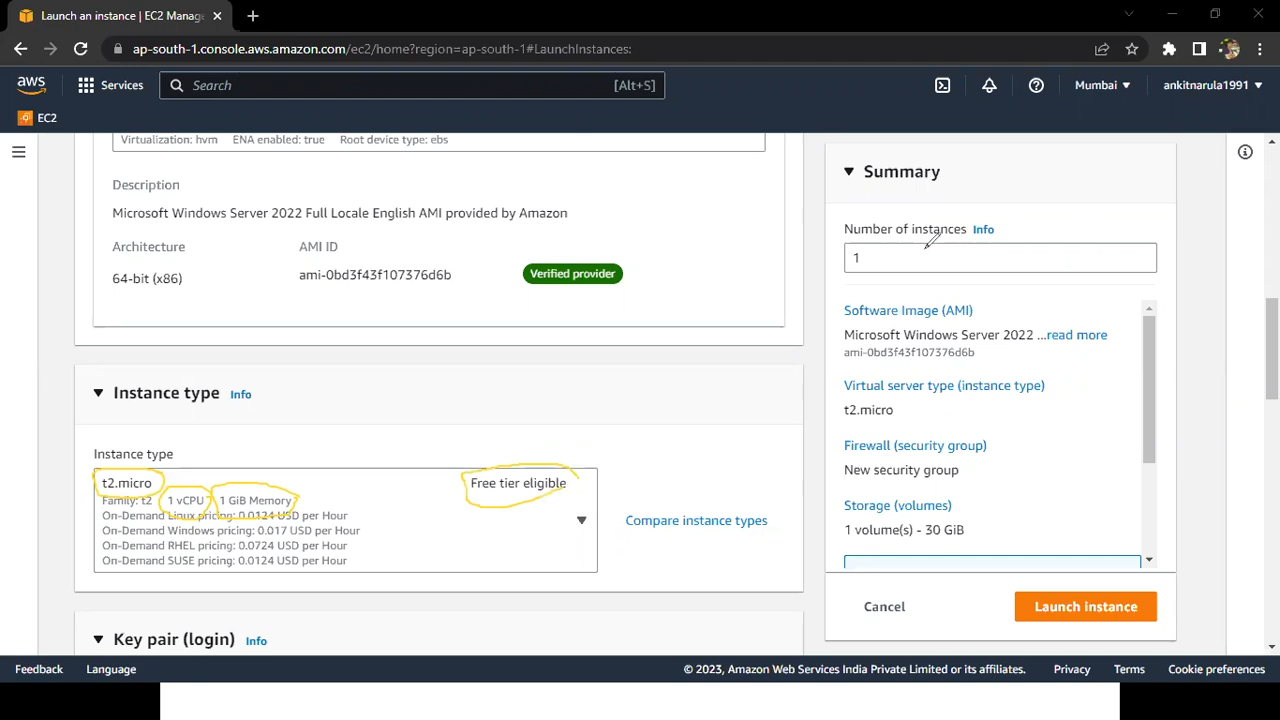 Launch an instance | EC2 Manag
ap-south-1.console.aws.amazon.com/ec2/home?region=ap-south-1#LaunchInstances:
aws
Services
Search
[Alt+S]
Mumbai
ankitnarula1991
EC2
Virtualization: hvm ENA enabled: true Root device type: ebs
Description
Microsoft Windows Server 2022 Full Locale English AMI provided by Amazon
Architecture
AMI ID
64-bit (x86)
ami-0bd3f43f107376d6b
Verified provider
Instance type Info
Instance type
t2.micro
Free tier eligible
Family: t2 1 vCPU 1 GiB Memory
On-Demand Linux pricing: 0.0124 USD per Hour
On-Demand Windows pricing: 0.017 USD per Hour
On-Demand RHEL pricing: 0.0724 USD per Hour
On-Demand SUSE pricing: 0.0124 USD per Hour
Compare instance types
Key pair (login) Info
Summary
Number of instances Info
1
Software Image (AMI)
Microsoft Windows Server 2022 ...read more
ami-0bd3f43f107376d6b
Virtual server type (instance type)
t2.micro
Firewall (security group)
New security group
Storage (volumes)
1 volume(s) - 30 GiB
Cancel
Launch instance
Feedback
Language
© 2023, Amazon Web Services India Private Limited or its affiliates.
Privacy
Terms
Cookie preferences